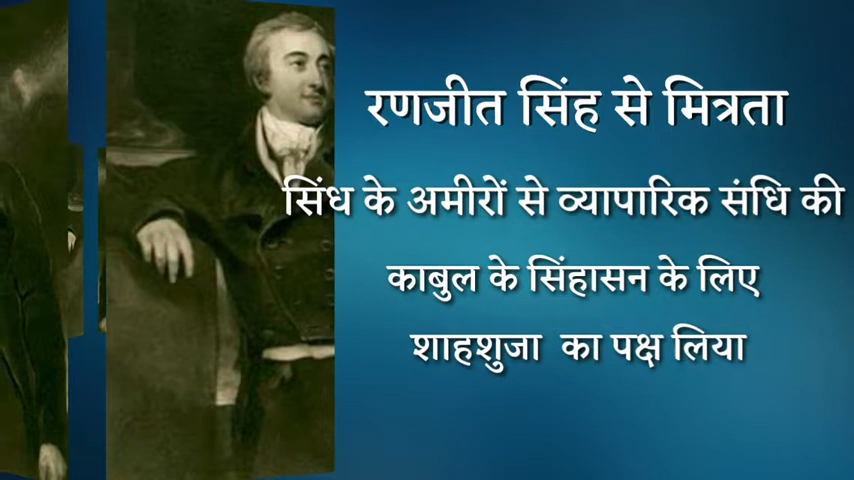 रणजीत सिंह से मित्रता
सिंध के अमीरों से व्यापारिक संधि की
काबुल के सिंहासन के लिए
शाहशुजा का पक्ष लिया